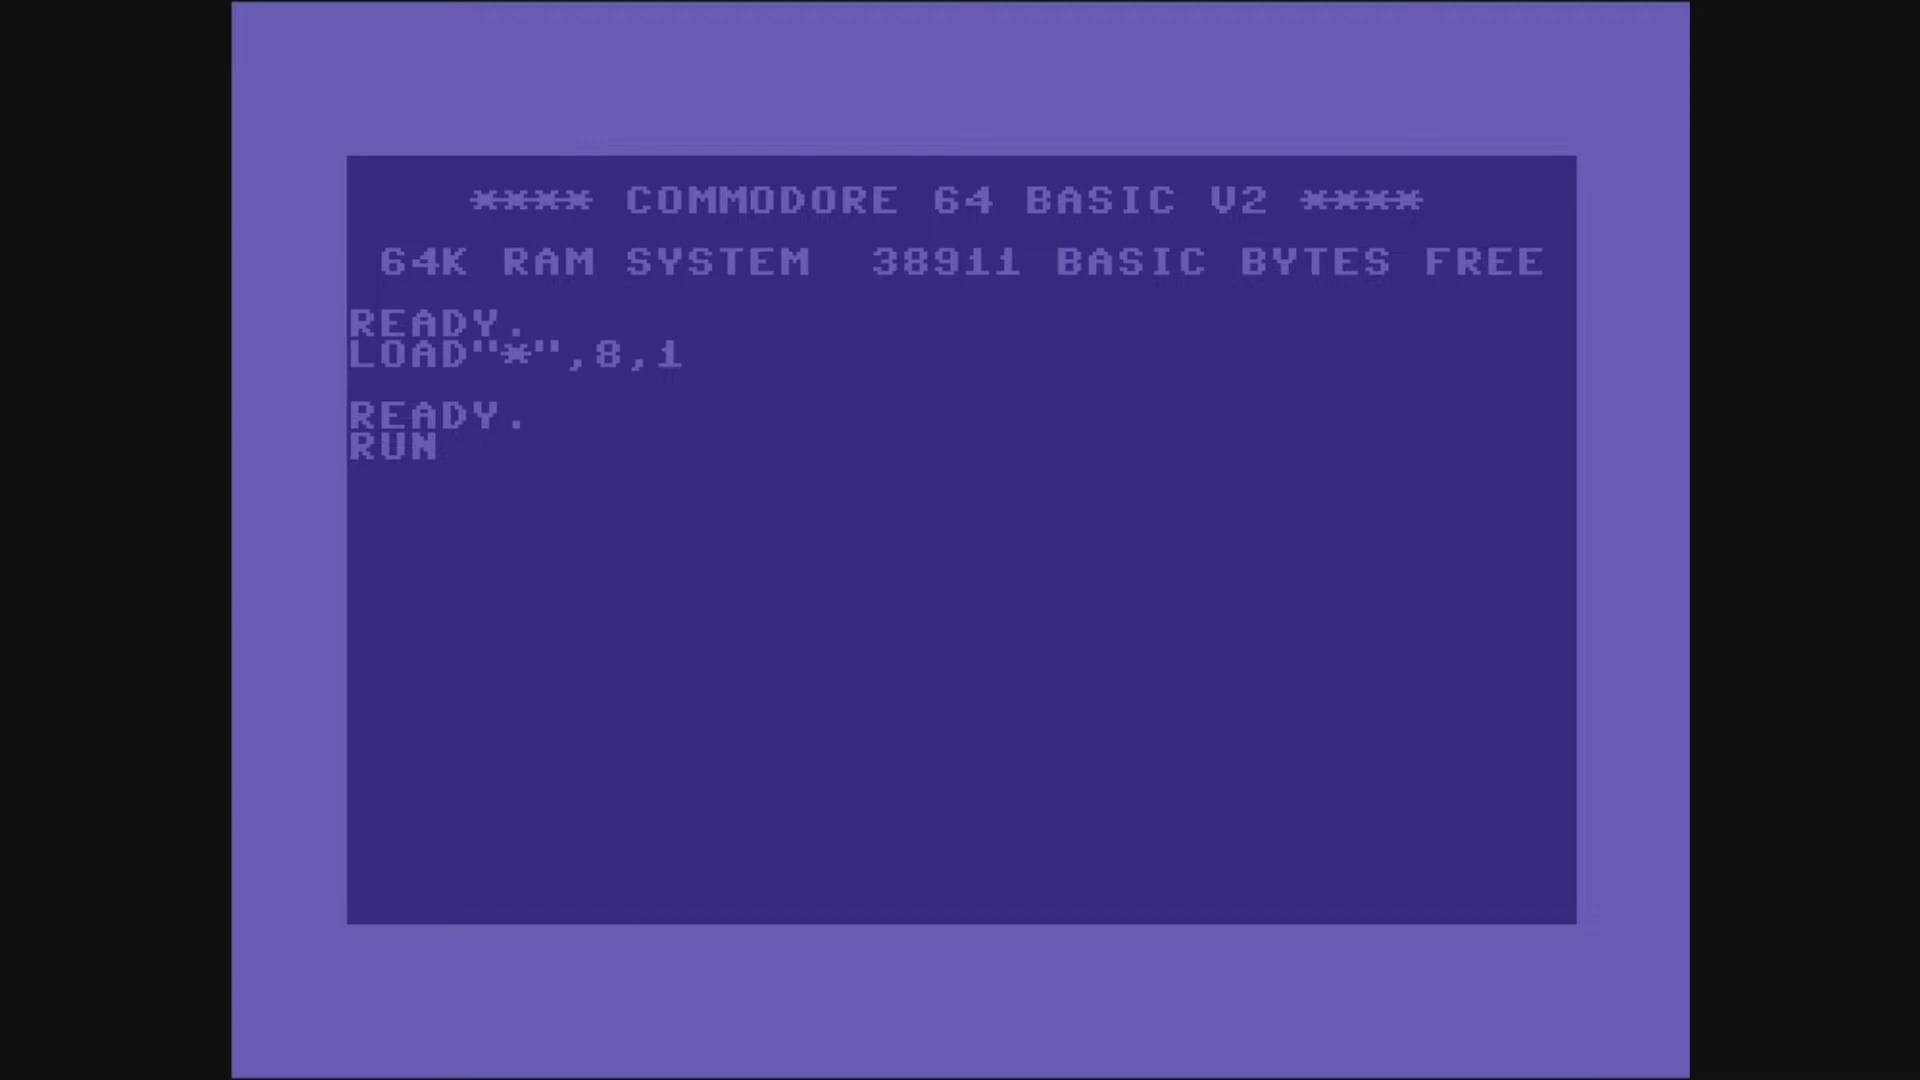 **** COMMODORE 64 BASIC V2 ****
64K RAM SYSTEM  38911 BASIC BYTES FREE
READY.
LOAD"*",8,1
READY.
RUN